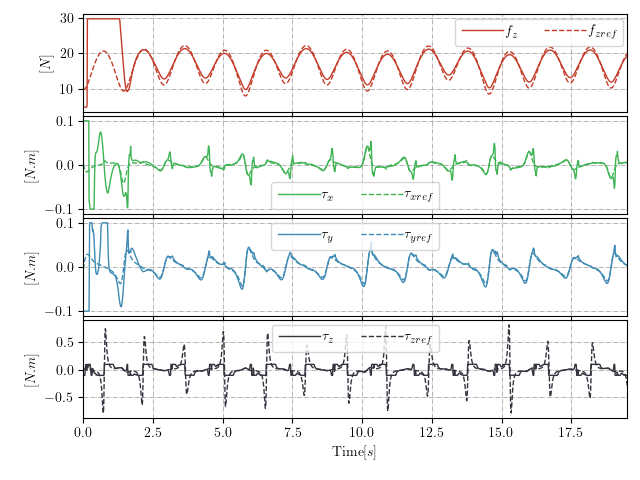 30
20
10
[N]
f_z
f_zref
0.1
0.0
−0.1
[N.m]
τ_x
τ_xref
0.1
0.0
−0.1
[N.m]
τ_y
τ_yref
0.5
0.0
−0.5
[N.m]
τ_z
τ_zref
0.0 2.5 5.0 7.5 10.0 12.5 15.0 17.5
Time[s]